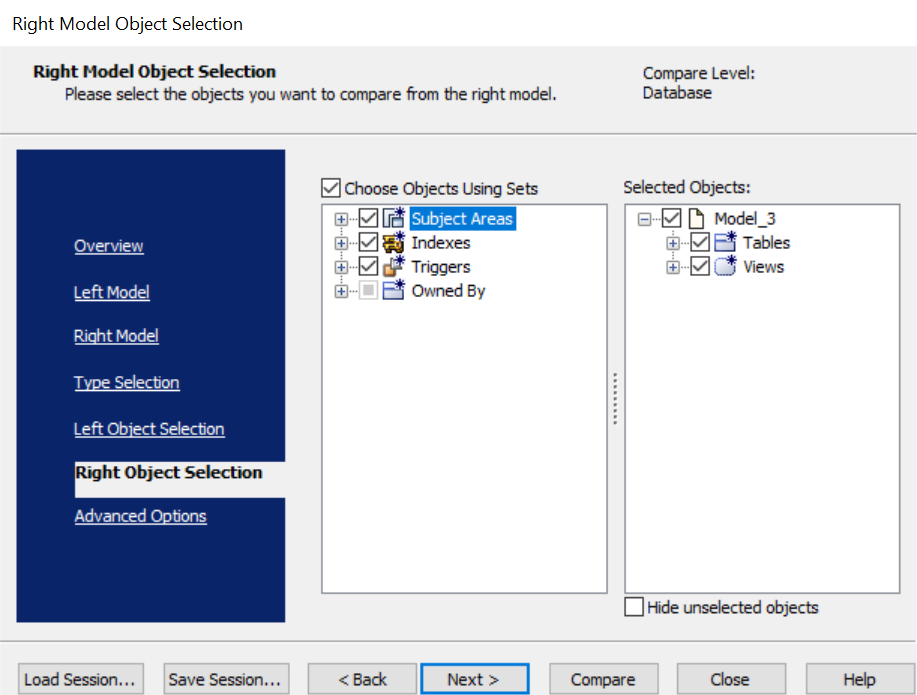 Right Model Object Selection
Right Model Object Selection
Please select the objects you want to compare from the right model.
Compare Level:
Database
Overview
Left Model
Right Model
Type Selection
Left Object Selection
Right Object Selection
Advanced Options
Choose Objects Using Sets
Subject Areas
Indexes
Triggers
Owned By
Selected Objects:
Model_3
Tables
Views
Hide unselected objects
Load Session...
Save Session...
< Back
Next >
Compare
Close
Help